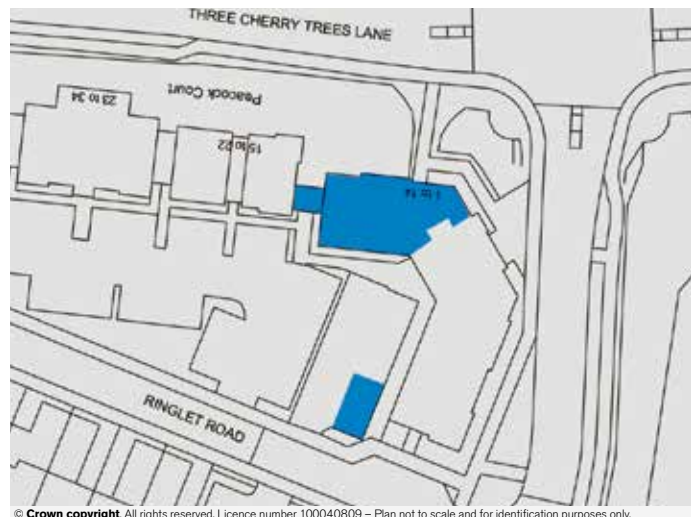 THREE CHERRY TREES LANE
Peacock Court
23 to 34
15 to 22
1 to 14
RINGLET ROAD
© Crown copyright. All rights reserved. Licence number 100040809 – Plan not to scale and for identification purposes only.